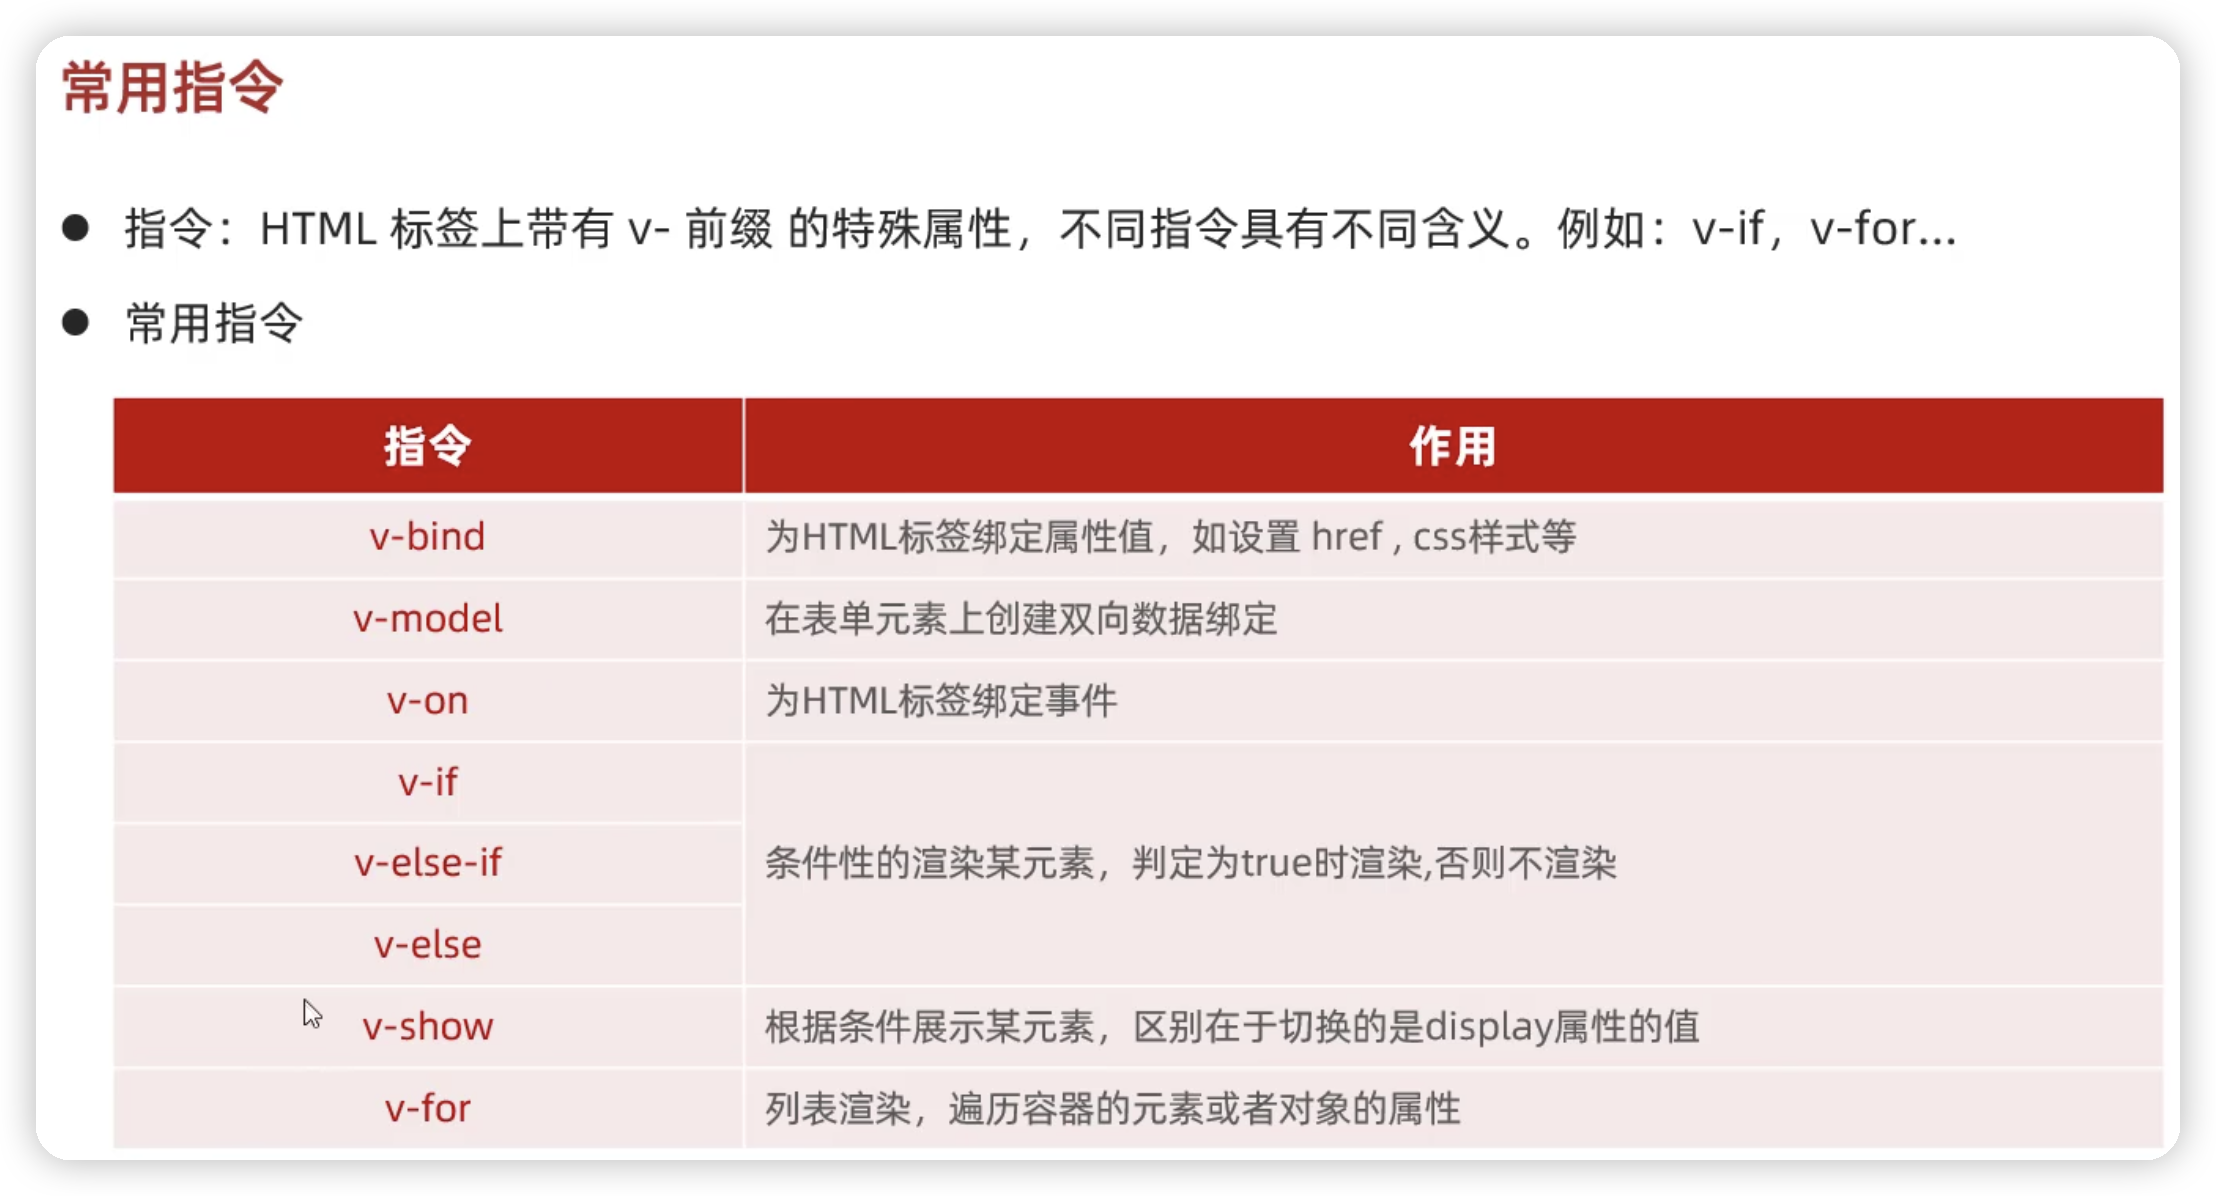 常用指令
指令：HTML 标签上带有 v- 前缀 的特殊属性，不同指令具有不同含义。例如：v-if，v-for...
常用指令
指令 作用
v-bind 为HTML标签绑定属性值，如设置 href , css样式等
v-model 在表单元素上创建双向数据绑定
v-on 为HTML标签绑定事件
v-if
v-else-if 条件性的渲染某元素，判定为true时渲染,否则不渲染
v-else
v-show 根据条件展示某元素，区别在于切换的是display属性的值
v-for 列表渲染，遍历容器的元素或者对象的属性